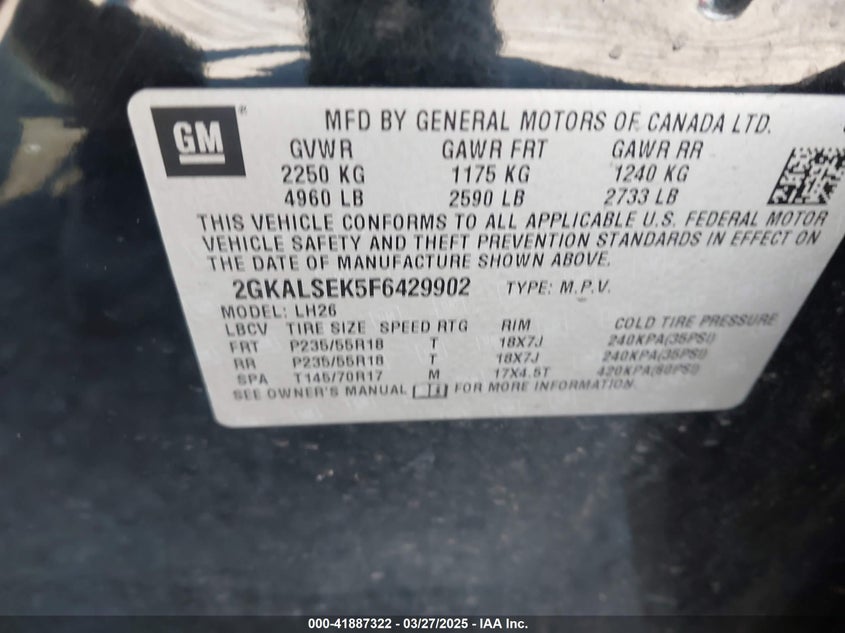 GM ®
MFD BY GENERAL MOTORS OF CANADA LTD.
GVWR GAWR FRT GAWR RR
2250 KG 1175 KG 1240 KG
4960 LB 2590 LB 2733 LB
THIS VEHICLE CONFORMS TO ALL APPLICABLE U.S. FEDERAL MOTOR
VEHICLE SAFETY AND THEFT PREVENTION STANDARDS IN EFFECT ON
THE DATE OF MANUFACTURE SHOWN ABOVE.
2GKALSEK5F6429902 TYPE: M.P.V.
MODEL: LH26
LBCV TIRE SIZE SPEED RTG RIM COLD TIRE PRESSURE
FRT P235/55R18 T 18X7J 240KPA(35PSI)
RR P235/55R18 T 18X7J 240KPA(35PSI)
SPA T145/70R17 M 17X4.5T 420KPA(60PSI)
SEE OWNER'S MANUAL FOR MORE INFORMATION.
000-41887322 - 03/27/2025 - IAA Inc.